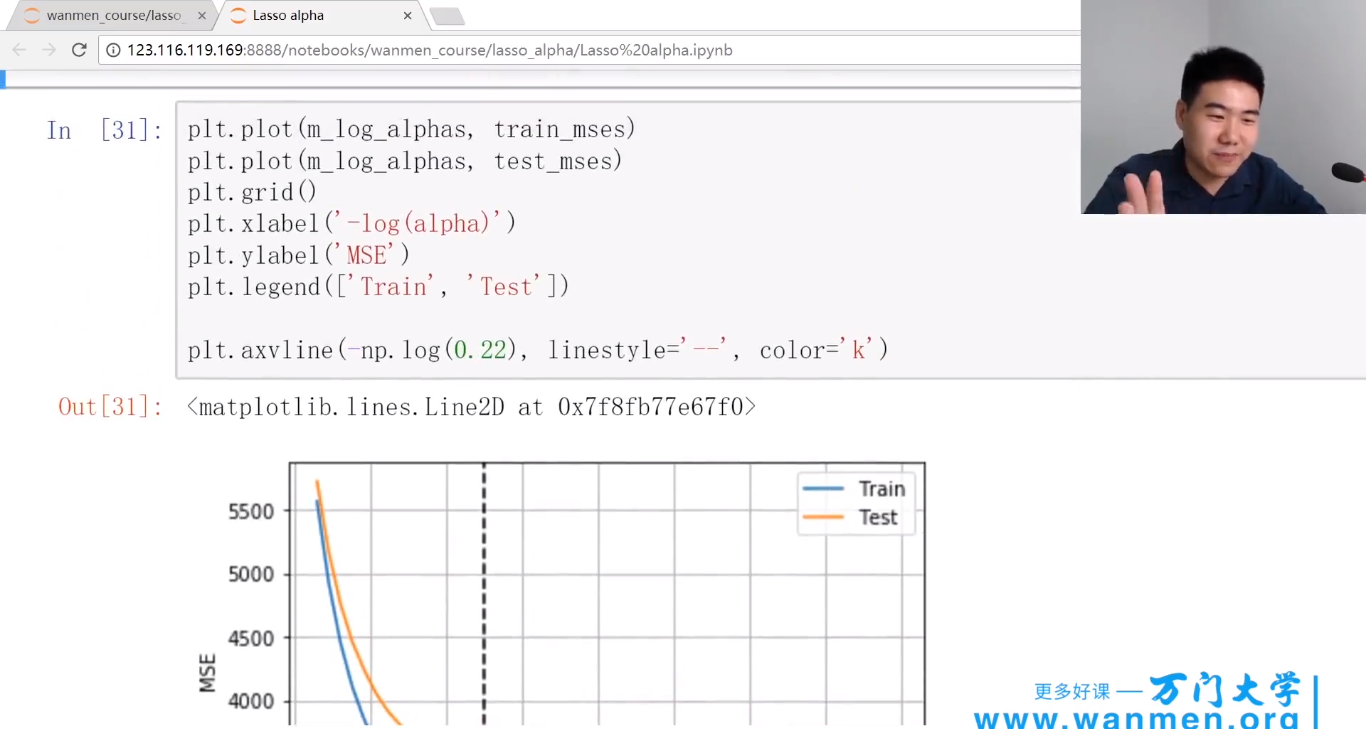 wanmen_course/lasso_
Lasso alpha
123.116.119.169:8888/notebooks/wanmen_course/lasso_alpha/Lasso%20alpha.ipynb
In [31]:
plt.plot(m_log_alphas, train_mses)
plt.plot(m_log_alphas, test_mses)
plt.grid()
plt.xlabel('-log(alpha)')
plt.ylabel('MSE')
plt.legend(['Train', 'Test'])
plt.axvline(-np.log(0.22), linestyle='--', color='k')
Out[31]: <matplotlib.lines.Line2D at 0x7f8fb77e67f0>
Train
Test
5500
5000
4500
4000
MSE
更多好课 — 万门大学
www.wanmen.org